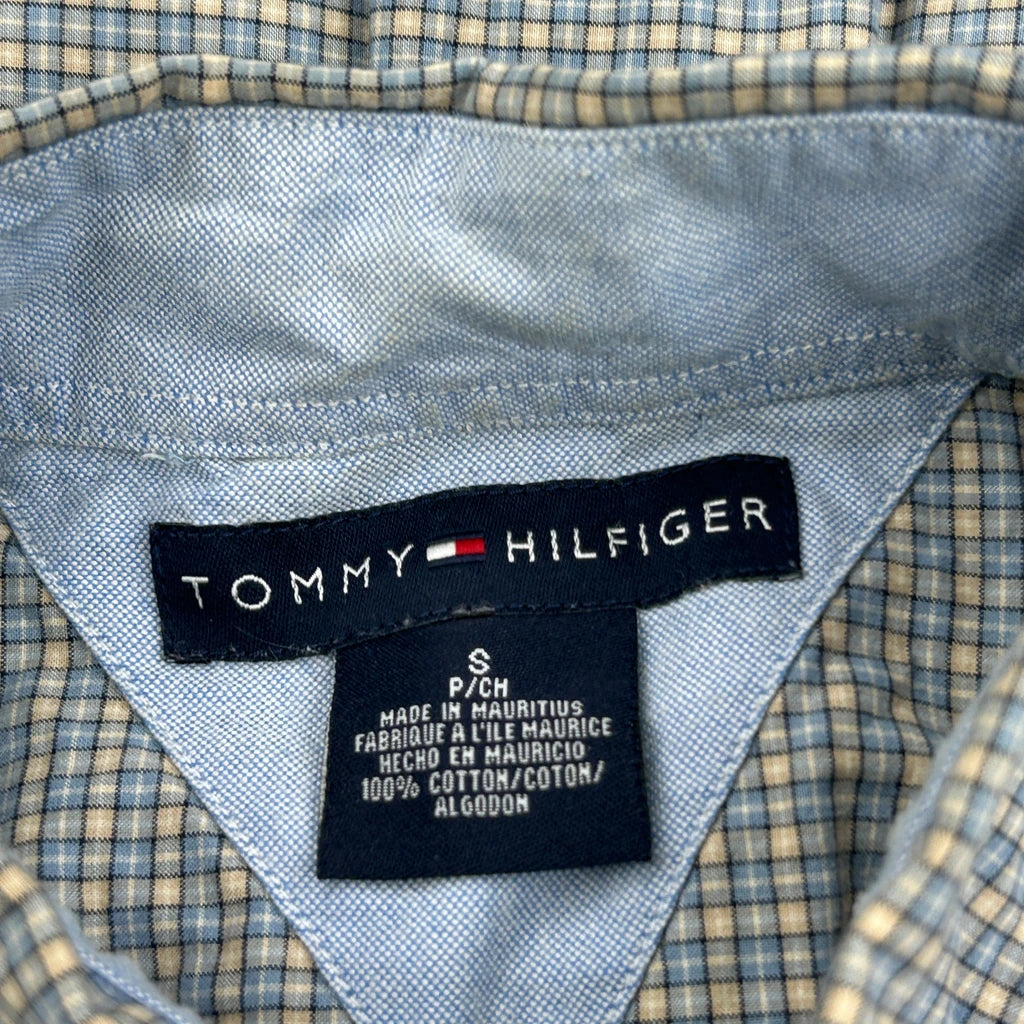 TOMMY HILFIGER
S
P/CH
MADE IN MAURITIUS
FABRIQUE A L'ILE MAURICE
HECHO EN MAURICIO
100% COTTON/COTON/
ALGODON